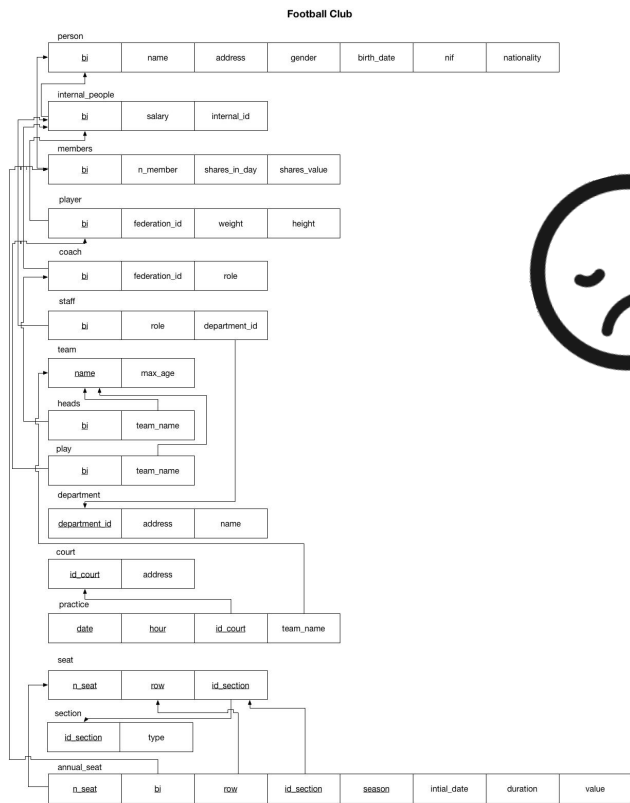 Football Club
person
bi name address gender birth_date nif nationality
internal_people
bi salary internal_id
members
bi n_member shares_in_day shares_value
player
bi federation_id weight height
coach
bi federation_id role
staff
bi role department_id
team
name max_age
heads
bi team_name
play
bi team_name
department
department_id address name
court
id_court address
practice
date hour id_court team_name
seat
n_seat row id_section
section
id_section type
annual_seat
n_seat bi row id_section season intial_date duration value